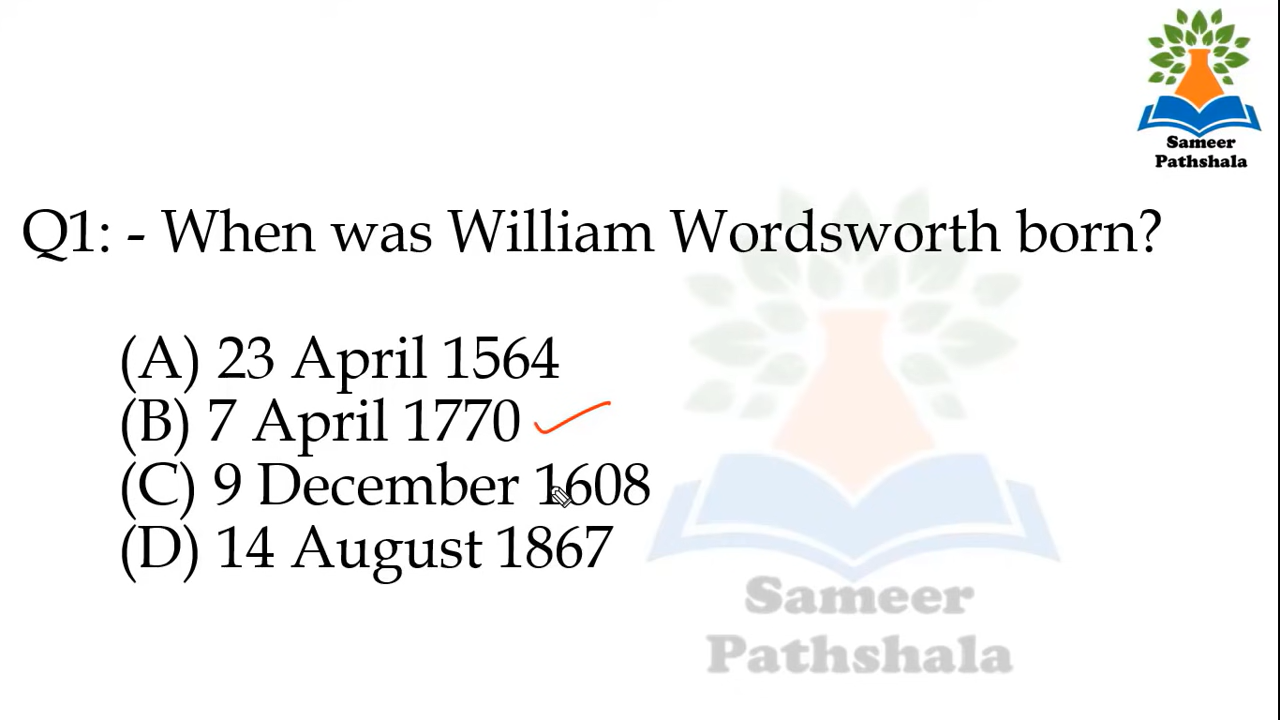 Sameer
Pathshala
Q1: - When was William Wordsworth born?
(A) 23 April 1564
(B) 7 April 1770
(C) 9 December 1608
(D) 14 August 1867
Sameer
Pathshala